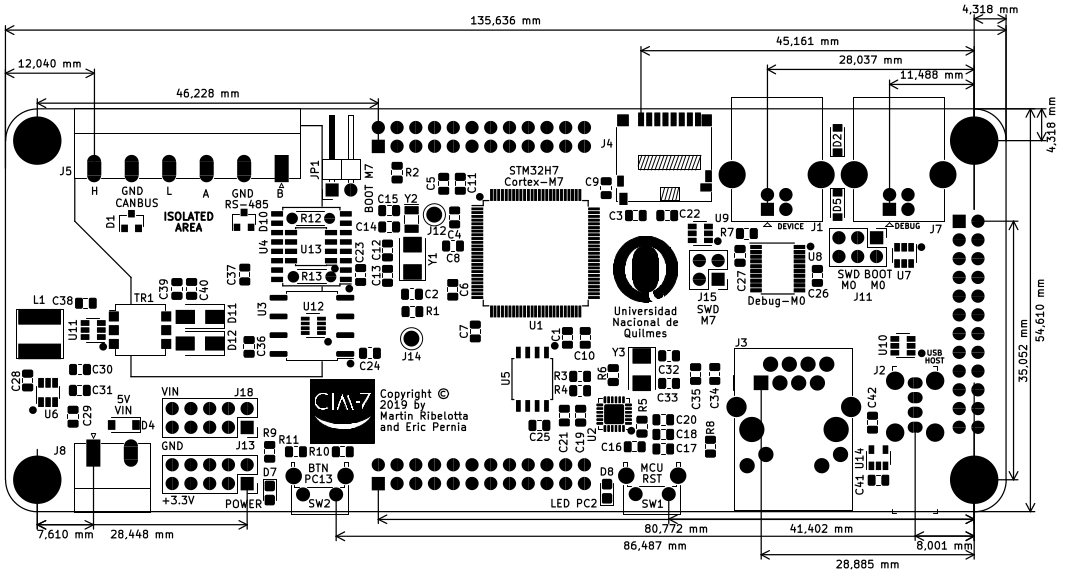 135,636 mm
4,318 mm
45,161 mm
12,040 mm
28,037 mm
11,488 mm
46,228 mm
4,318 mm
J5
H
GND
CANBUS
L
A
GND
RS-485
B
D1
ISOLATED
AREA
JP1
BOOT M7
R2
C5
C11
STM32H7
Cortex-M7
J4
C9
D2
D5
DEVICE
J1
DEBUG
J7
D10
R12
U4
U13
R13
C15
C14
Y2
J12
C4
C8
C12
C13
Y1
C23
C37
C3
C22
U9
R7
C27
U8
C26
Debug-M0
SWD
M0
BOOT
M0
J11
U7
J15
SWD
M7
C39
C40
C2
R1
C6
C7
U1
C1
C10
Universidad
Nacional de
Quilmes
L1
C38
TR1
D11
D12
U11
U3
U12
C36
C24
J14
54,610 mm
35,052 mm
C28
C30
C31
U6
C29
5V
VIN
D4
VIN
J18
GND
J13
+3.3V
J8
CIM-7
Copyright ©
2019 by
Martin Ribelotta
and Eric Pernia
U5
R3
R4
R6
Y3
C32
C33
C35
C34
C25
C21
C19
U2
R5
C20
C18
C17
C16
R8
J3
U10
USB
HOST
J2
C42
U14
C41
R9
R11
R10
D7
POWER
BTN
PC13
SW2
D8
LED PC2
MCU
RST
SW1
7,610 mm
28,448 mm
80,772 mm
41,402 mm
86,487 mm
8,001 mm
28,885 mm